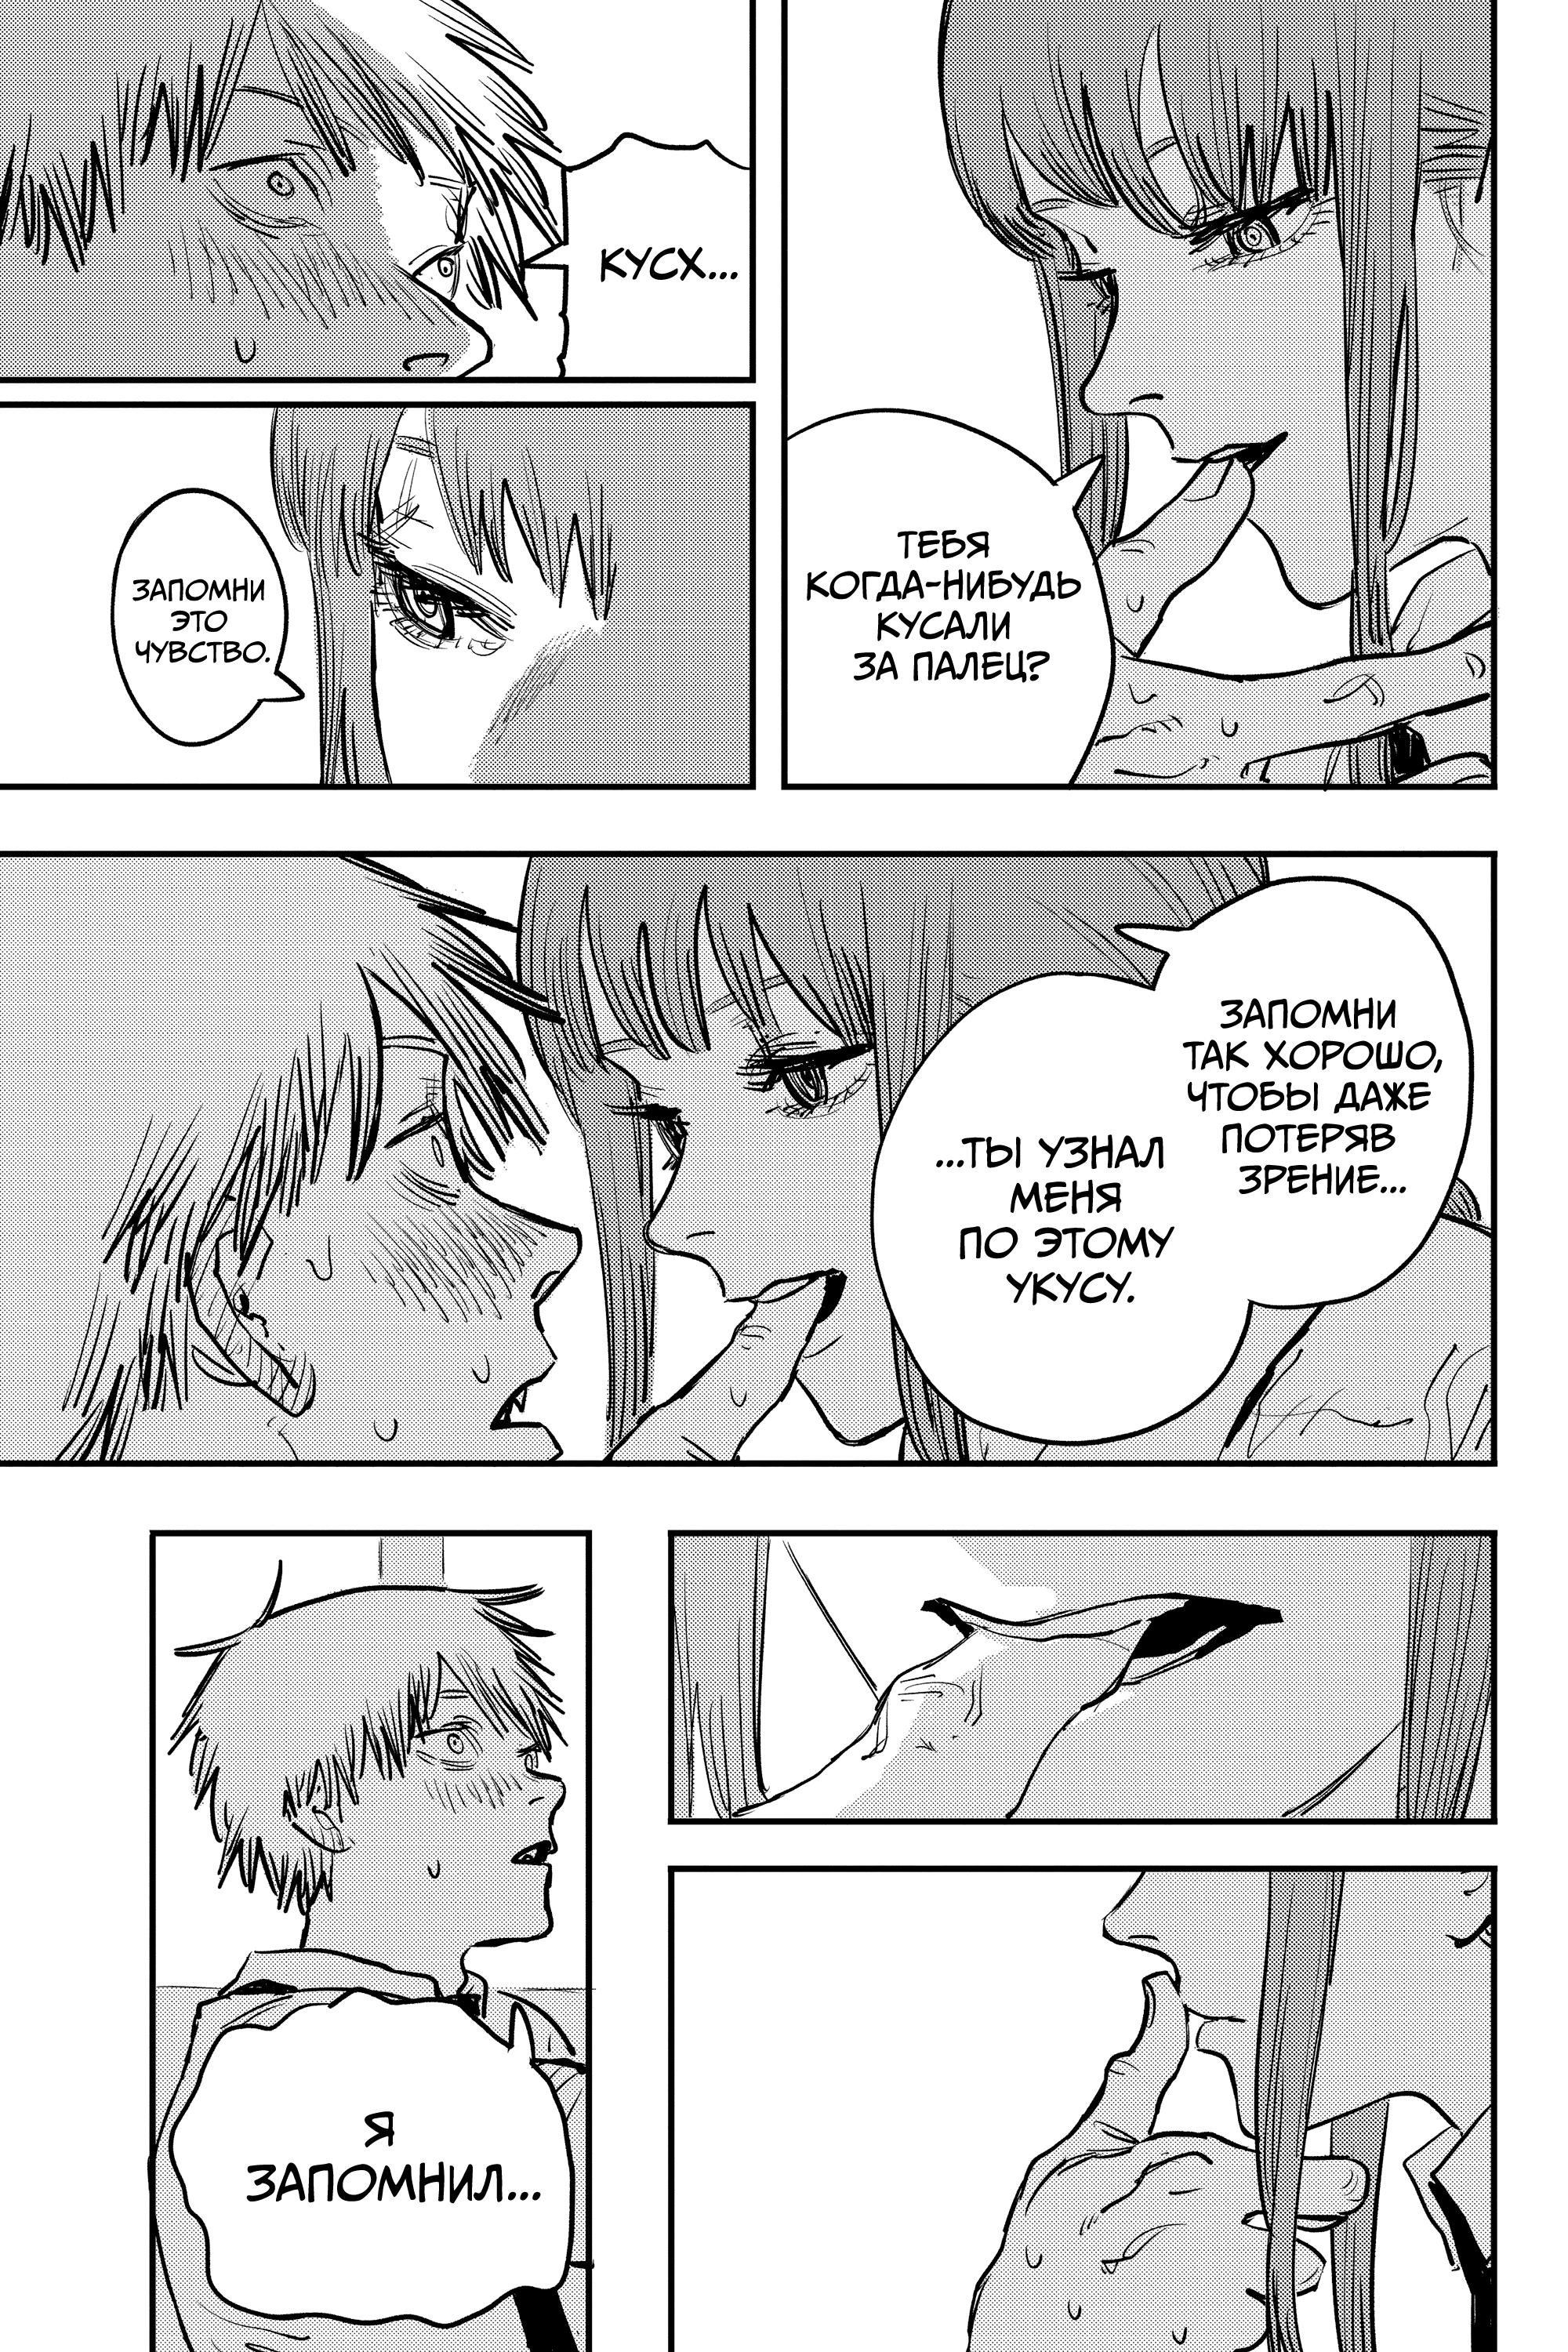 ТЕБЯ
КОГДА-НИБУДЬ
КУСАЛИ
ЗА ПАЛЕЦ?
КУСХ...
ЗАПОМНИ
ЭТО
ЧУВСТВО.
ЗАПОМНИ
ТАК ХОРОШО,
ЧТОБЫ ДАЖЕ
ПОТЕРЯВ
ЗРЕНИЕ...
...ТЫ УЗНАЛ
МЕНЯ
ПО ЭТОМУ
УКУСУ.
Я
ЗАПОМНИЛ...